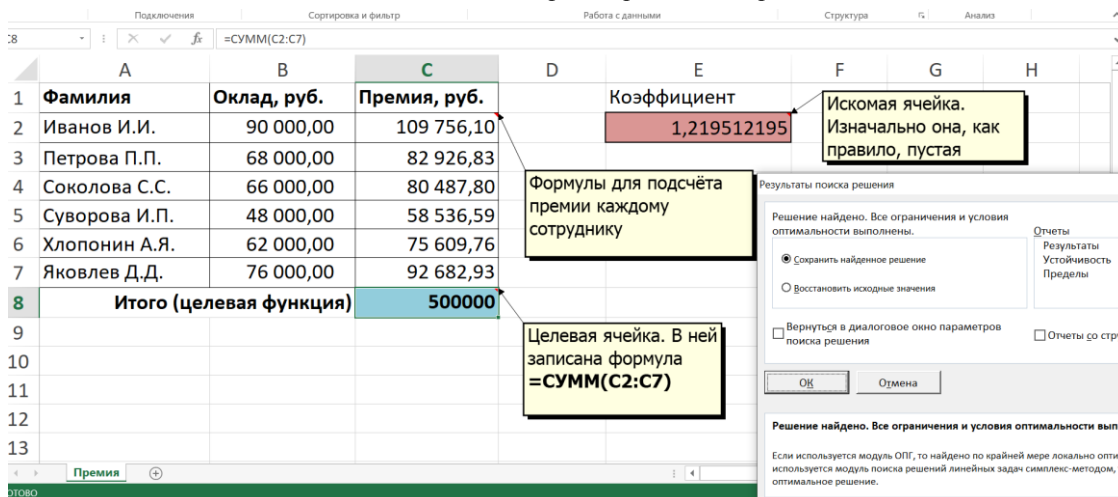 Подключения Сортировка и фильтр Работа с данными Структура Анализ
C8 fx =СУММ(C2:C7)
A B C D E F G H
1 Фамилия Оклад, руб. Премия, руб. Коэффициент
2 Иванов И.И. 90 000,00 109 756,10 1,219512195
3 Петрова П.П. 68 000,00 82 926,83
4 Соколова С.С. 66 000,00 80 487,80
5 Суворова И.П. 48 000,00 58 536,59
6 Хлопонин А.Я. 62 000,00 75 609,76
7 Яковлев Д.Д. 76 000,00 92 682,93
8 Итого (целевая функция) 500000
9
10
11
12
13
Искомая ячейка.
Изначально она, как
правило, пустая
Формулы для подсчёта
премии каждому
сотруднику
Целевая ячейка. В ней
записана формула
=СУММ(C2:C7)
Результаты поиска решения
Решение найдено. Все ограничения и условия
оптимальности выполнены.
Сохранить найденное решение
Восстановить исходные значения
Отчеты
Результаты
Устойчивость
Пределы
Вернуться в диалоговое окно параметров
поиска решения
Отчеты со стру
ОК Отмена
Решение найдено. Все ограничения и условия оптимальности вып
Если используется модуль ОПГ, то найдено по крайней мере локально опти
используется модуль поиска решений линейных задач симплекс-методом,
оптимальное решение.
Премия
ГОТОВО